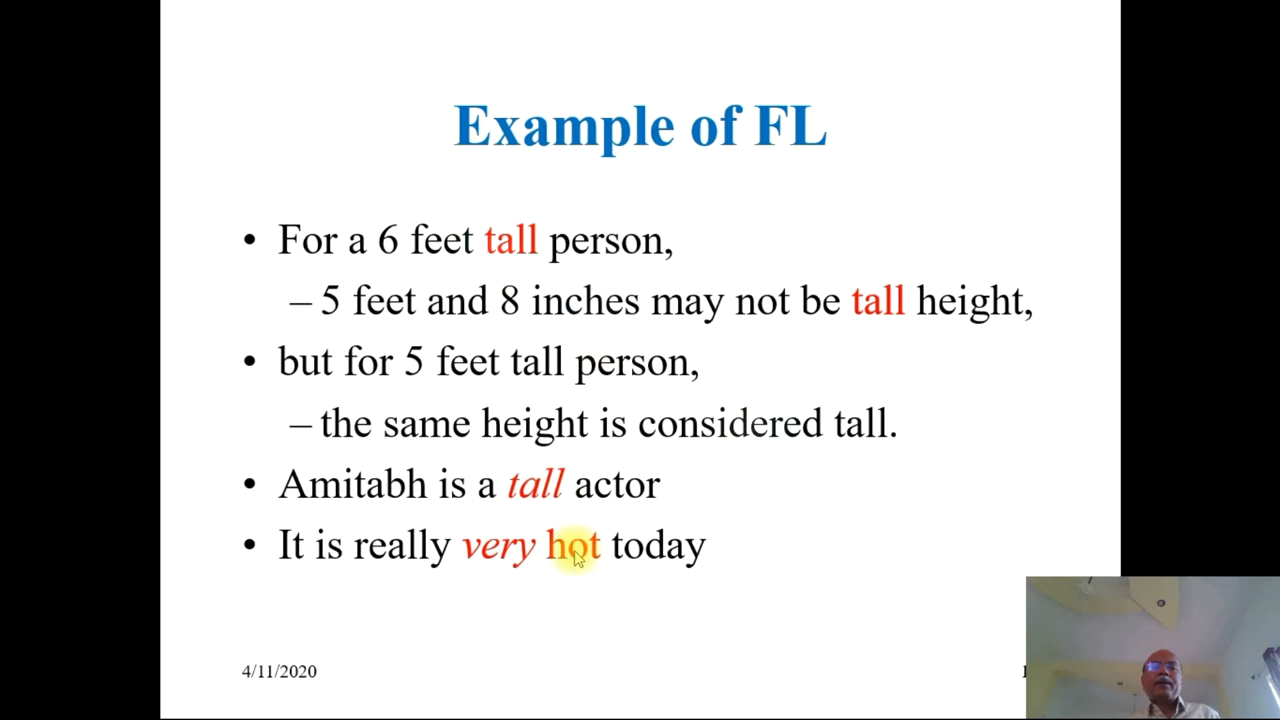 Example of FL
• For a 6 feet tall person,
– 5 feet and 8 inches may not be tall height,
• but for 5 feet tall person,
– the same height is considered tall.
• Amitabh is a tall actor
• It is really very hot today
4/11/2020